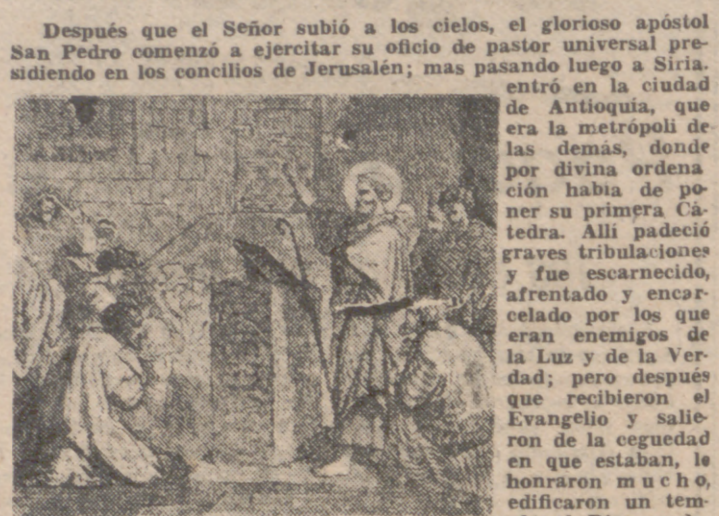 Después que el Señor subió a los cielos, el glorioso apóstol
San Pedro comenzó a ejercitar su oficio de pastor universal pre-
sidiendo en los concilios de Jerusalén; mas pasando luego a Siria.
entró en la ciudad
de Antioquía, que
era la metrópoli de
las demás, donde
por divina ordena
ción había de po-
ner su primera Cá-
tedra. Allí padeció
graves tribulaciones
y fue escarnecido,
afrentado y encar-
celado por los que
eran enemigos de
la Luz y de la Ver-
dad; pero después
que recibieron el
Evangelio y salie-
ron de la ceguedad
en que estaban, le
honraron mucho,
edificaron un tem-